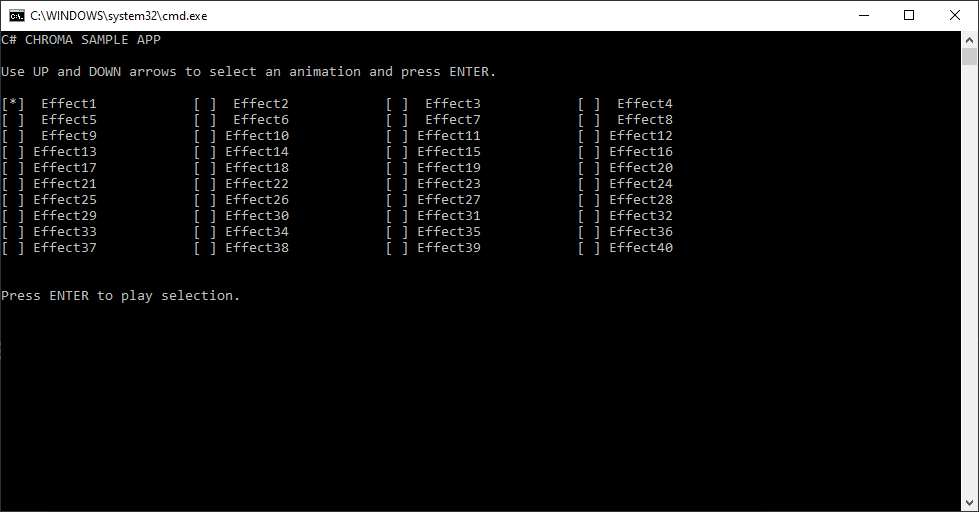 C:\WINDOWS\system32\cmd.exe
C# CHROMA SAMPLE APP
Use UP and DOWN arrows to select an animation and press ENTER.
[*]  Effect1            [ ]  Effect2            [ ]  Effect3            [ ]  Effect4
[ ]  Effect5            [ ]  Effect6            [ ]  Effect7            [ ]  Effect8
[ ]  Effect9            [ ] Effect10            [ ] Effect11            [ ] Effect12
[ ] Effect13            [ ] Effect14            [ ] Effect15            [ ] Effect16
[ ] Effect17            [ ] Effect18            [ ] Effect19            [ ] Effect20
[ ] Effect21            [ ] Effect22            [ ] Effect23            [ ] Effect24
[ ] Effect25            [ ] Effect26            [ ] Effect27            [ ] Effect28
[ ] Effect29            [ ] Effect30            [ ] Effect31            [ ] Effect32
[ ] Effect33            [ ] Effect34            [ ] Effect35            [ ] Effect36
[ ] Effect37            [ ] Effect38            [ ] Effect39            [ ] Effect40
Press ENTER to play selection.